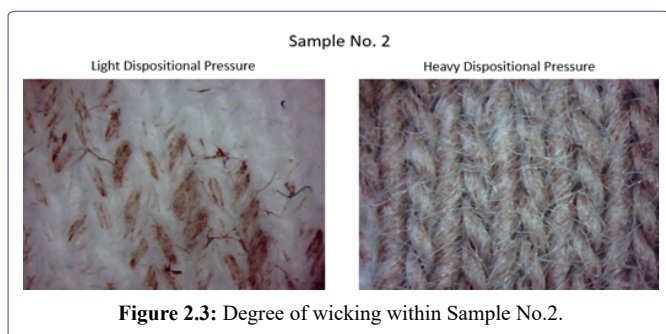 Sample No. 2
Light Dispositional Pressure
Heavy Dispositional Pressure
Figure 2.3: Degree of wicking within Sample No.2.